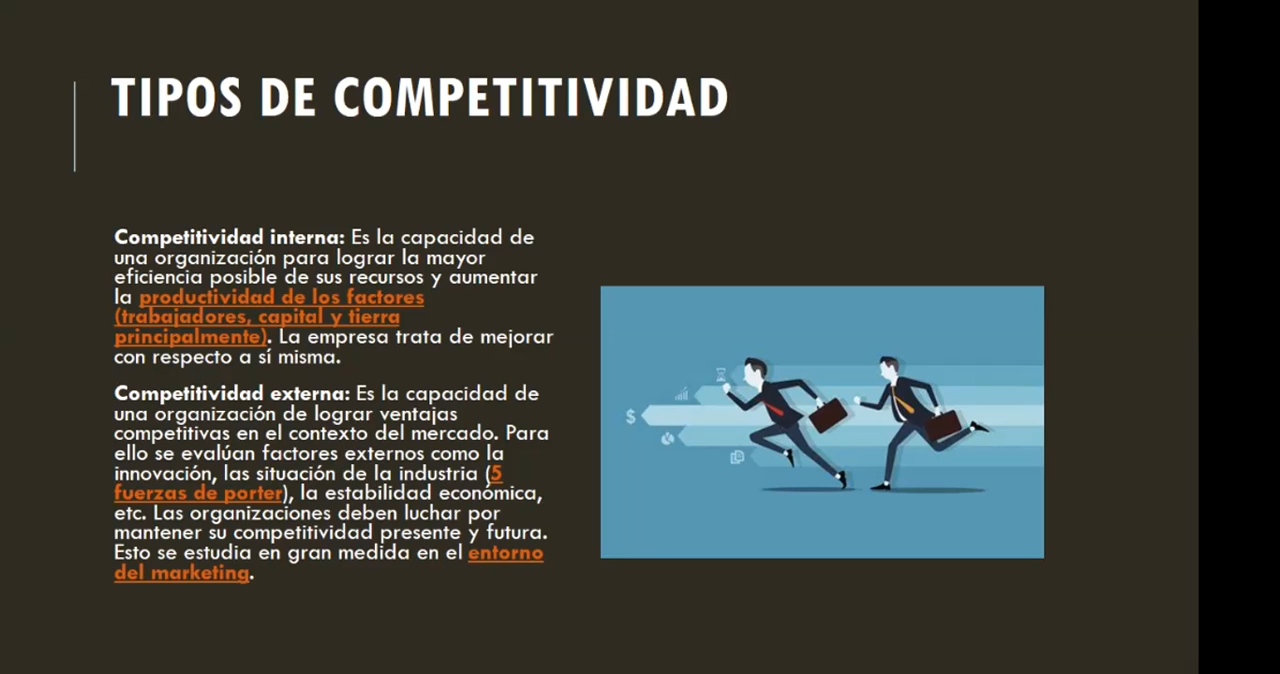 TIPOS DE COMPETITIVIDAD
Competitividad interna: Es la capacidad de
una organización para lograr la mayor
eficiencia posible de sus recursos y aumentar
la productividad de los factores
(trabajadores, capital y tierra
principalmente). La empresa trata de mejorar
con respecto a sí misma.
Competitividad externa: Es la capacidad de
una organización de lograr ventajas
competitivas en el contexto del mercado. Para
ello se evalúan factores externos como la
innovación, las situación de la industria (5
fuerzas de porter), la estabilidad económica,
etc. Las organizaciones deben luchar por
mantener su competitividad presente y futura.
Esto se estudia en gran medida en el entorno
del marketing.
$